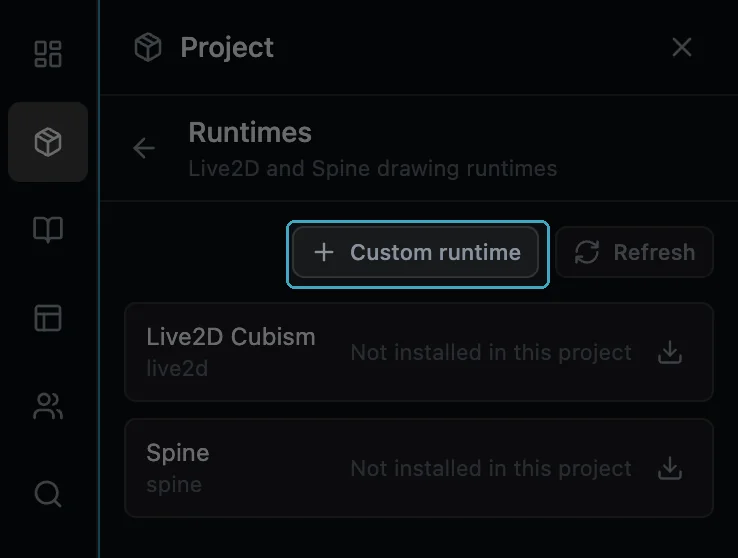 Project
Runtimes
Live2D and Spine drawing runtimes
Custom runtime
Refresh
Live2D Cubism
live2d
Not installed in this project
Spine
spine
Not installed in this project